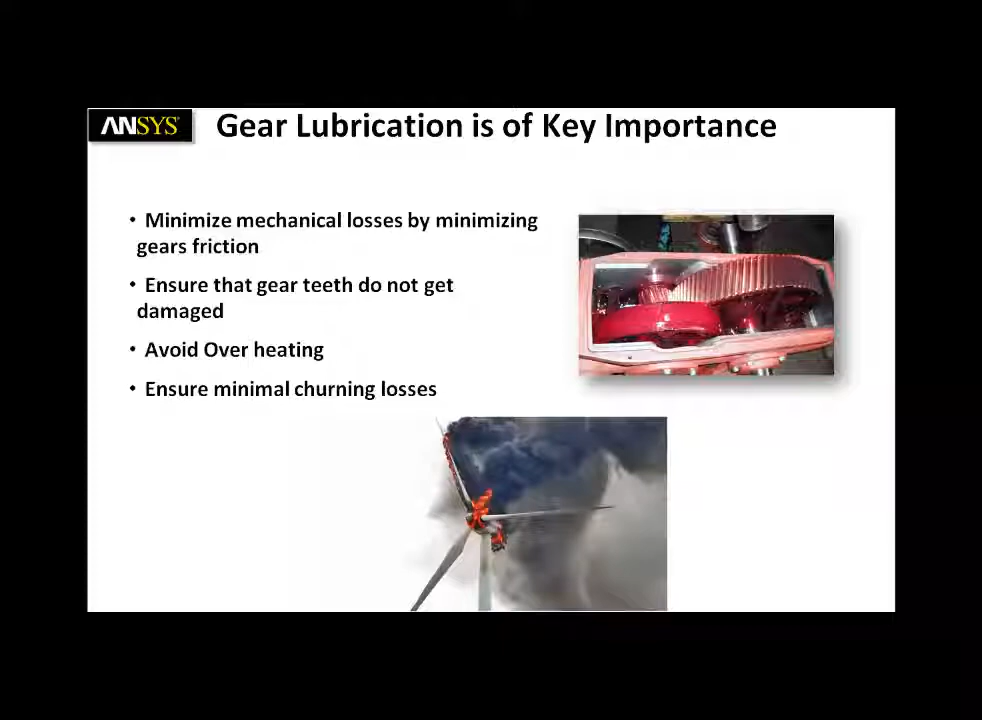 ANSYS
Gear Lubrication is of Key Importance
• Minimize mechanical losses by minimizing
gears friction
• Ensure that gear teeth do not get
damaged
• Avoid Over heating
• Ensure minimal churning losses